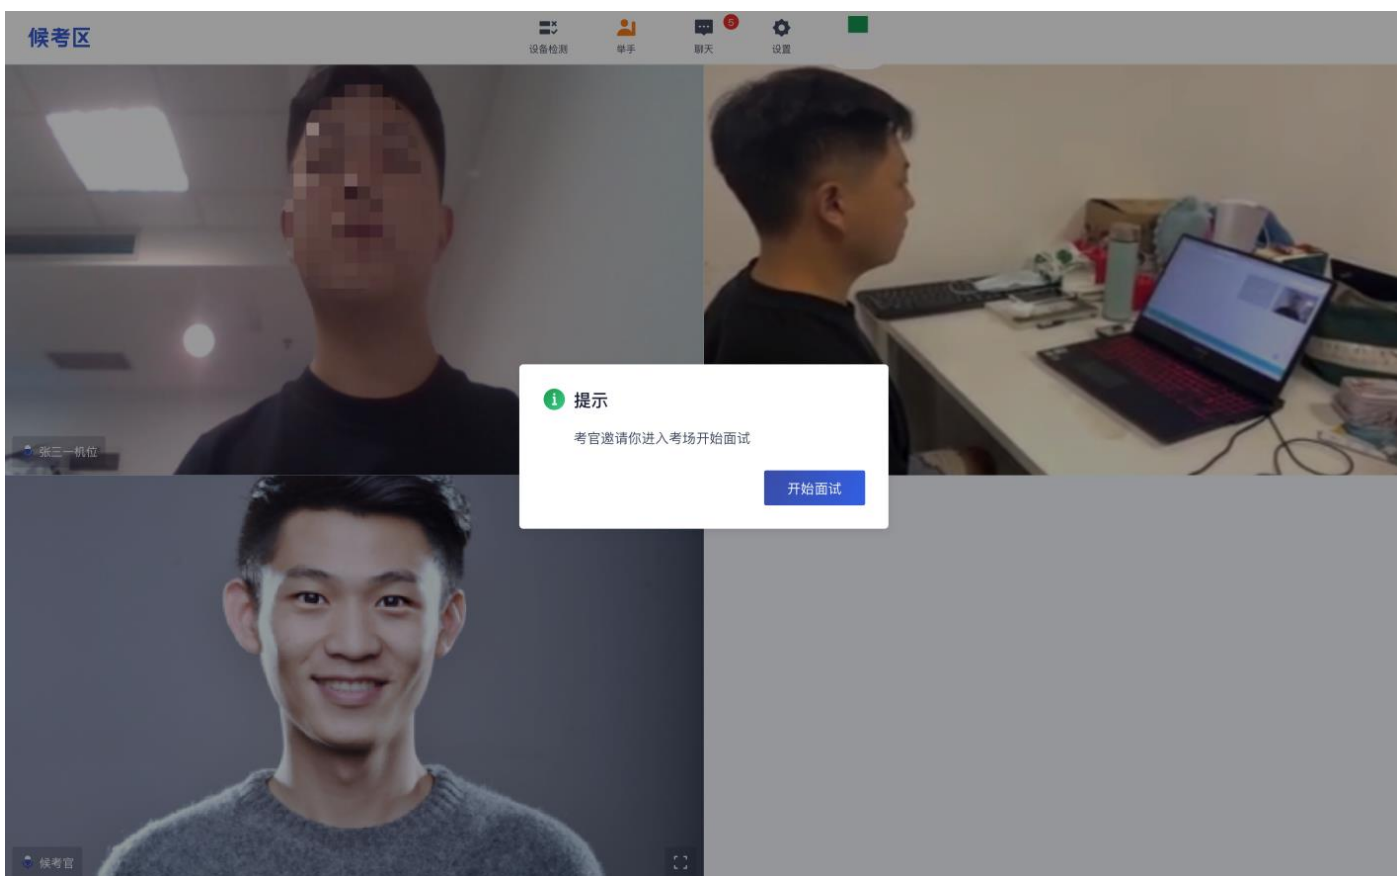 候考区
设备检测
举手
聊天
5
设置
张三一机位
提示
考官邀请你进入考场开始面试
开始面试
候考官